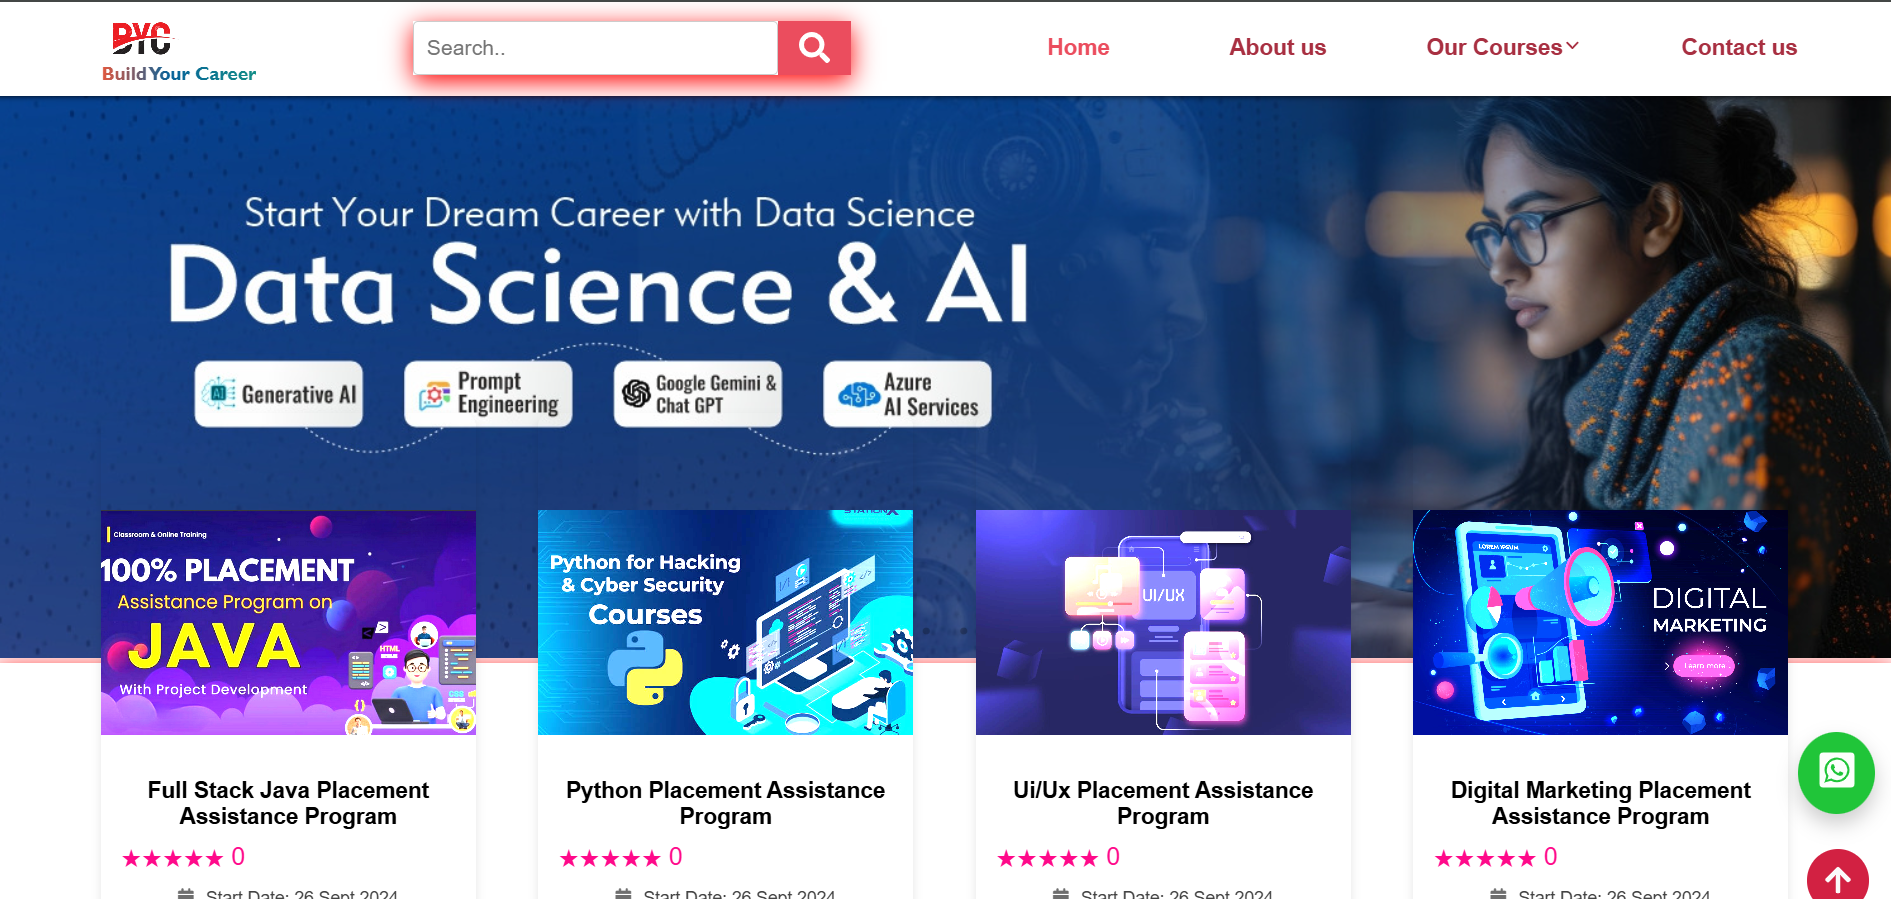 BYC
Build Your Career
Search..
Home
About us
Our Courses
Contact us
Start Your Dream Career with Data Science
Data Science & AI
Generative AI
Prompt
Engineering
Google Gemini &
Chat GPT
Azure
AI Services
Classroom & Online Training
100% PLACEMENT
Assistance Program on
JAVA
With Project Development
HTML
CSS
STATIONX
Python for Hacking
& Cyber Security
Courses
UI/UX
LOREM IPSUM
DIGITAL
MARKETING
Learn more
Full Stack Java Placement
Assistance Program
★★★★★ 0
Start Date: 26 Sept 2024
Python Placement Assistance
Program
★★★★★ 0
Start Date: 26 Sept 2024
Ui/Ux Placement Assistance
Program
★★★★★ 0
Start Date: 26 Sept 2024
Digital Marketing Placement
Assistance Program
★★★★★ 0
Start Date: 26 Sept 2024